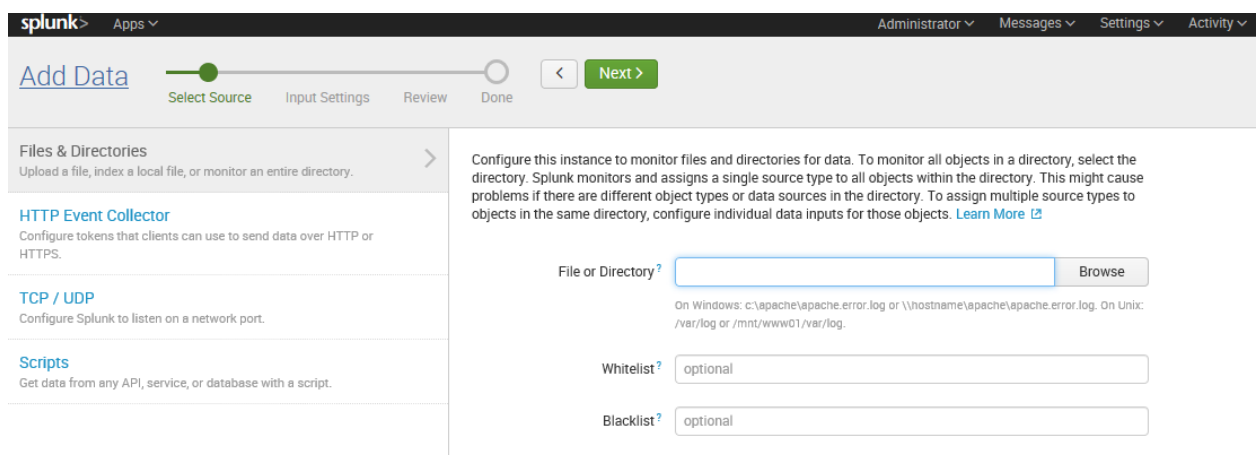 splunk> Apps Administrator Messages Settings Activity
Add Data
Select Source Input Settings Review Done
< Next >
Files & Directories
Upload a file, index a local file, or monitor an entire directory.
HTTP Event Collector
Configure tokens that clients can use to send data over HTTP or
HTTPS.
TCP / UDP
Configure Splunk to listen on a network port.
Scripts
Get data from any API, service, or database with a script.
Configure this instance to monitor files and directories for data. To monitor all objects in a directory, select the
directory. Splunk monitors and assigns a single source type to all objects within the directory. This might cause
problems if there are different object types or data sources in the directory. To assign multiple source types to
objects in the same directory, configure individual data inputs for those objects. Learn More
File or Directory ? Browse
On Windows: c:\apache\apache.error.log or \\hostname\apache\apache.error.log. On Unix:
/var/log or /mnt/www01/var/log.
Whitelist ? optional
Blacklist ? optional